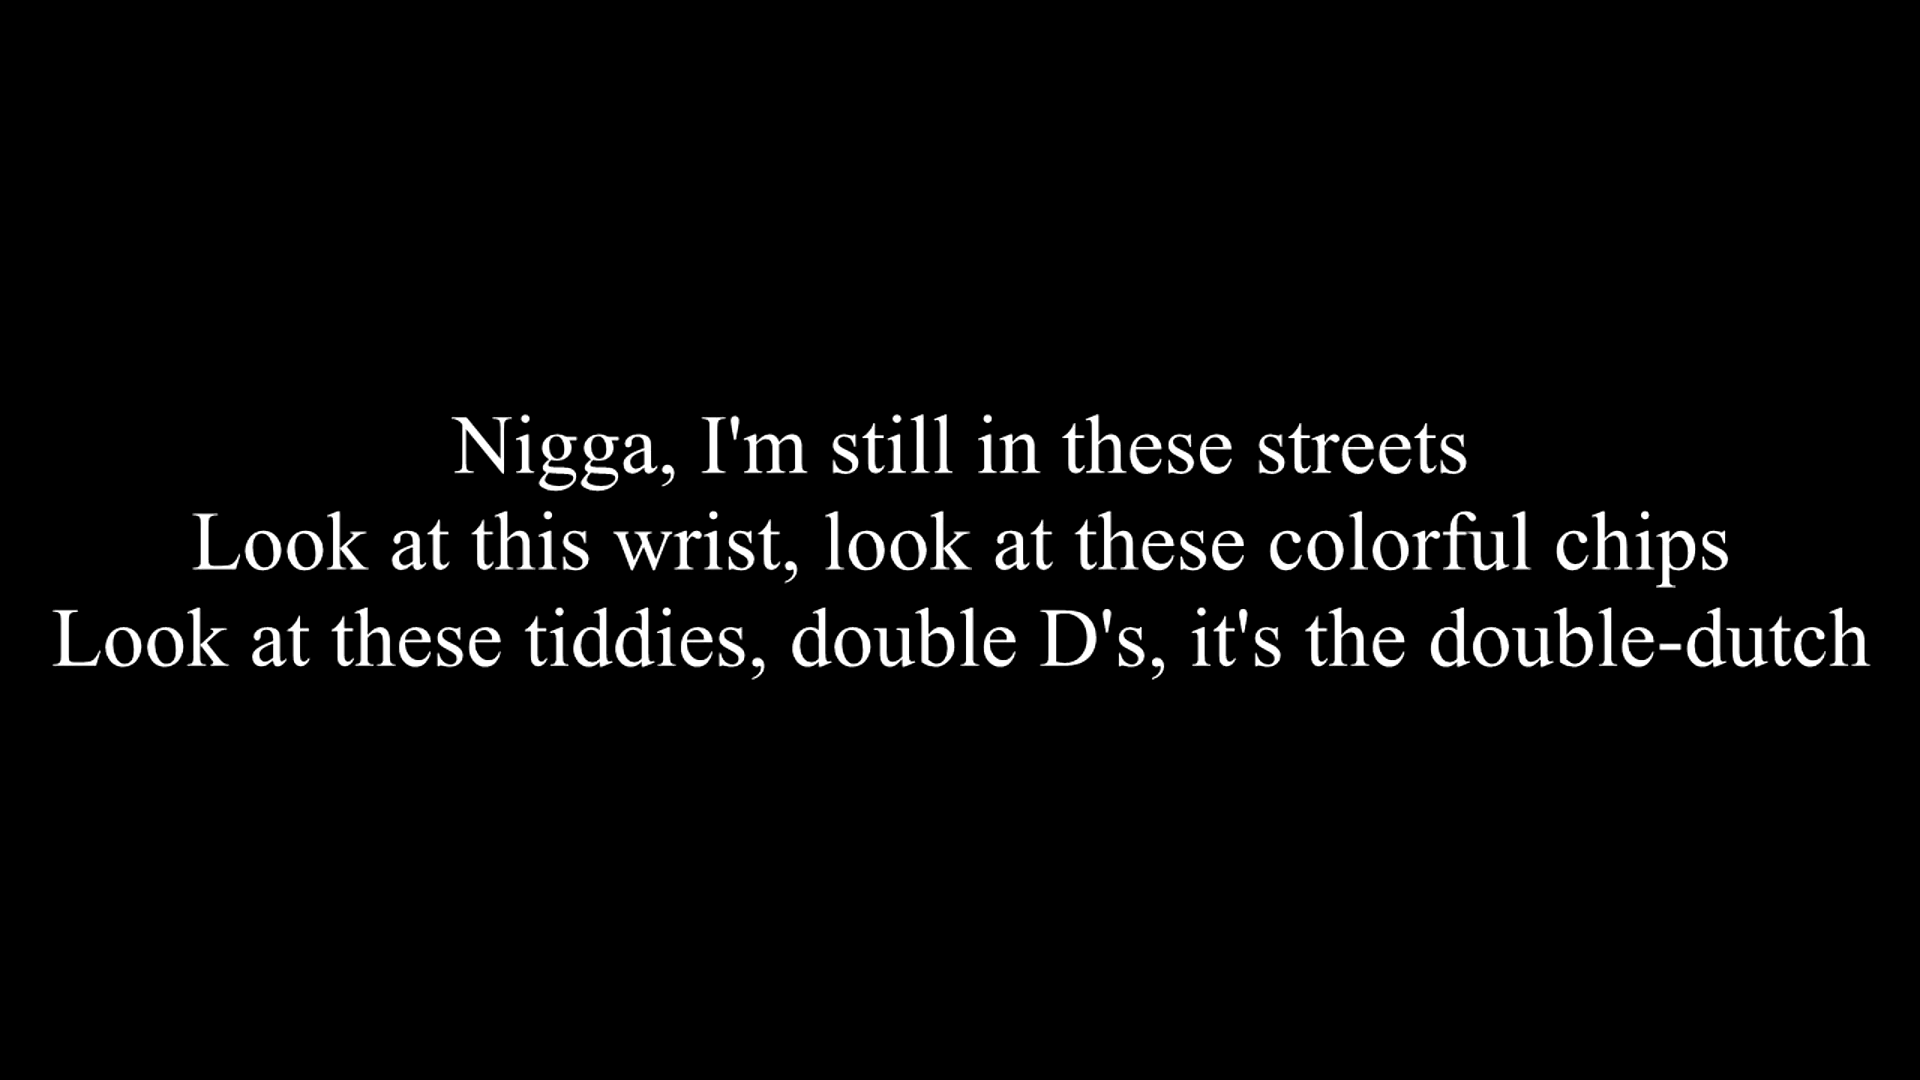 Nigga, I'm still in these streets
Look at this wrist, look at these colorful chips
Look at these tiddies, double D's, it's the double-dutch